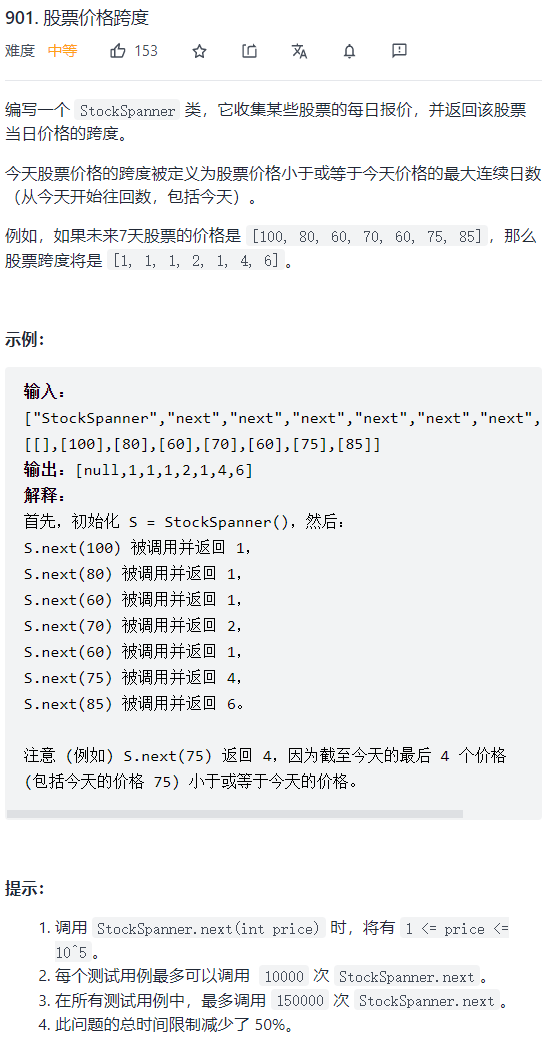 901. 股票价格跨度
难度 中等 153
编写一个 StockSpanner 类，它收集某些股票的每日报价，并返回该股票
当日价格的跨度。
今天股票价格的跨度被定义为股票价格小于或等于今天价格的最大连续日数
（从今天开始往回数，包括今天）。
例如，如果未来7天股票的价格是 [100, 80, 60, 70, 60, 75, 85]，那么
股票跨度将是 [1, 1, 1, 2, 1, 4, 6]。
示例：
输入：
["StockSpanner","next","next","next","next","next","next",
[[],[100],[80],[60],[70],[60],[75],[85]]
输出：[null,1,1,1,2,1,4,6]
解释：
首先，初始化 S = StockSpanner()，然后：
S.next(100) 被调用并返回 1，
S.next(80) 被调用并返回 1，
S.next(60) 被调用并返回 1，
S.next(70) 被调用并返回 2，
S.next(60) 被调用并返回 1，
S.next(75) 被调用并返回 4，
S.next(85) 被调用并返回 6。
注意 (例如) S.next(75) 返回 4，因为截至今天的最后 4 个价格
(包括今天的价格 75) 小于或等于今天的价格。
提示：
1. 调用 StockSpanner.next(int price) 时，将有 1 <= price <=
10^5。
2. 每个测试用例最多可以调用 10000 次 StockSpanner.next。
3. 在所有测试用例中，最多调用 150000 次 StockSpanner.next。
4. 此问题的总时间限制减少了 50%。